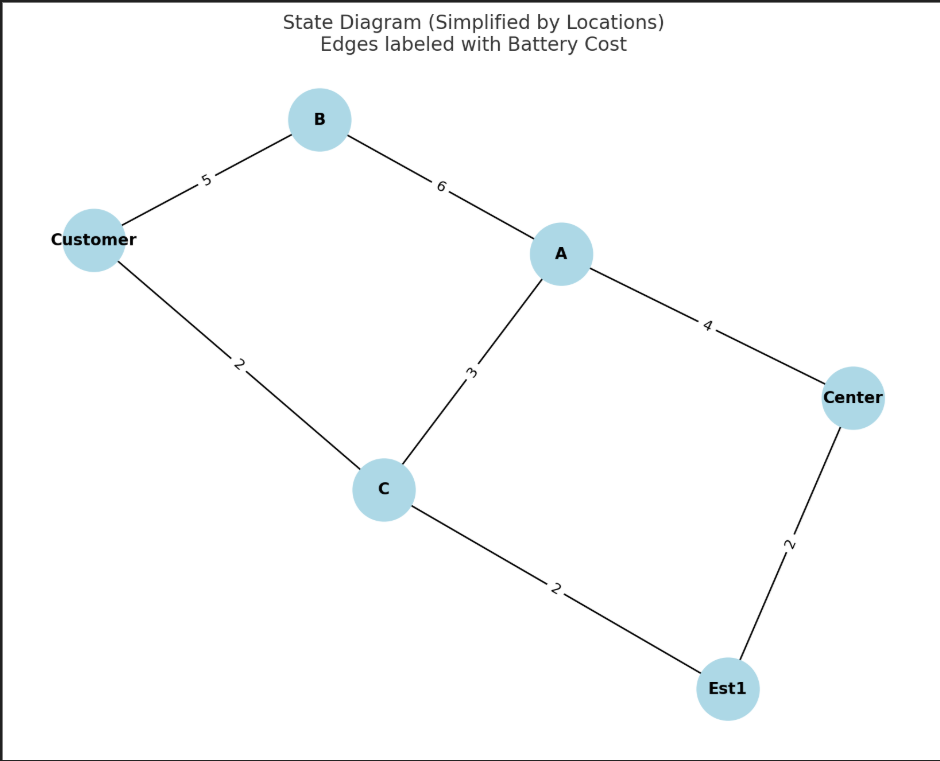 State Diagram (Simplified by Locations)
Edges labeled with Battery Cost
B
5
6
Customer
A
4
2
3
Center
C
2
2
Est1